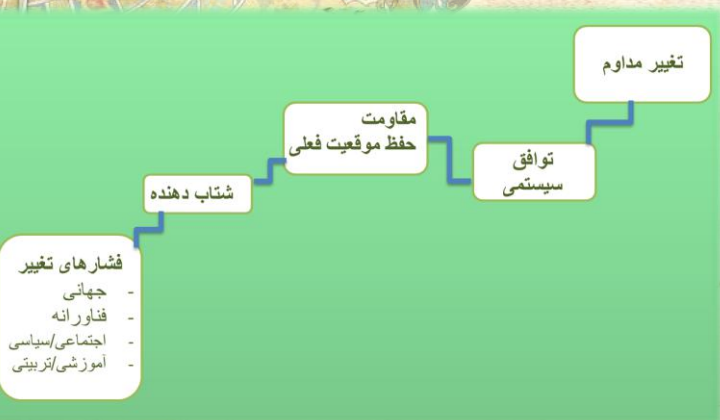 تغییر مداوم
مقاومت
حفظ موقعیت فعلی
توافق
سیستمی
شتاب دهنده
فشارهای تغییر
- جهانی
- فناورانه
- اجتماعی/سیاسی
- آموزشی/تربیتی